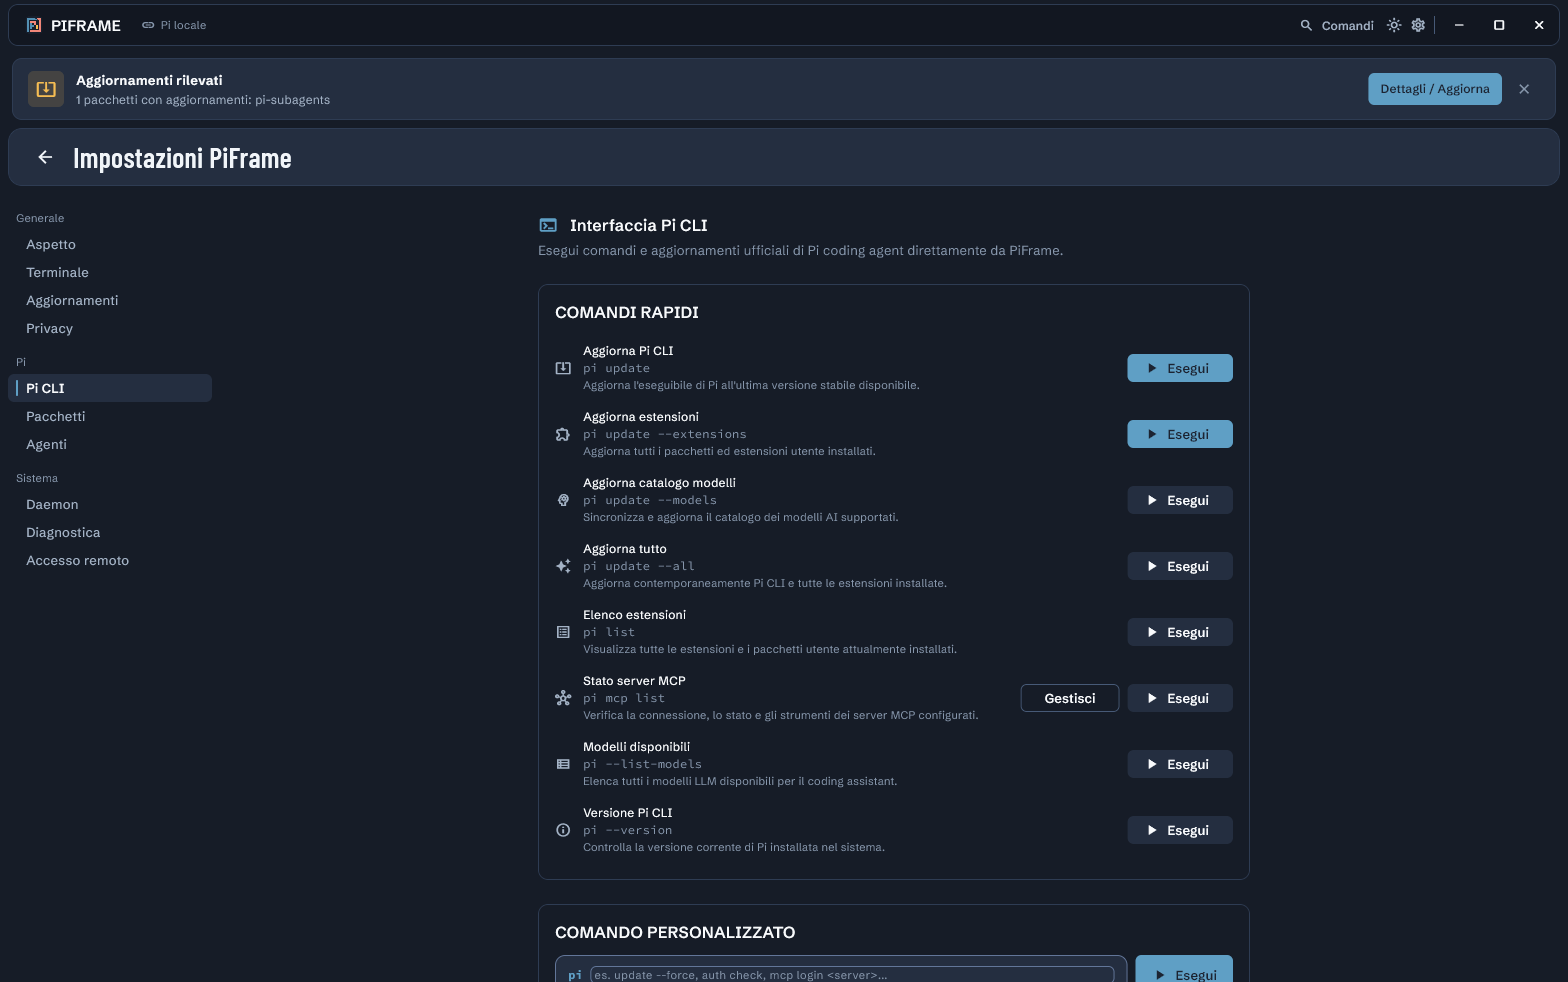 PIFRAME
Pi locale
Comandi
Aggiornamenti rilevati
1 pacchetti con aggiornamenti: pi-subagents
Dettagli / Aggiorna
Impostazioni PiFrame
Generale
Aspetto
Terminale
Aggiornamenti
Privacy
Pi
Pi CLI
Pacchetti
Agenti
Sistema
Daemon
Diagnostica
Accesso remoto
Interfaccia Pi CLI
Esegui comandi e aggiornamenti ufficiali di Pi coding agent direttamente da PiFrame.
COMANDI RAPIDI
Aggiorna Pi CLI
pi update
Aggiorna l'eseguibile di Pi all'ultima versione stabile disponibile.
Esegui
Aggiorna estensioni
pi update --extensions
Aggiorna tutti i pacchetti ed estensioni utente installati.
Esegui
Aggiorna catalogo modelli
pi update --models
Sincronizza e aggiorna il catalogo dei modelli AI supportati.
Esegui
Aggiorna tutto
pi update --all
Aggiorna contemporaneamente Pi CLI e tutte le estensioni installate.
Esegui
Elenco estensioni
pi list
Visualizza tutte le estensioni e i pacchetti utente attualmente installati.
Esegui
Stato server MCP
pi mcp list
Verifica la connessione, lo stato e gli strumenti dei server MCP configurati.
Gestisci
Esegui
Modelli disponibili
pi --list-models
Elenca tutti i modelli LLM disponibili per il coding assistant.
Esegui
Versione Pi CLI
pi --version
Controlla la versione corrente di Pi installata nel sistema.
Esegui
COMANDO PERSONALIZZATO
pi
es. update --force, auth check, mcp login <server>...
Esegui